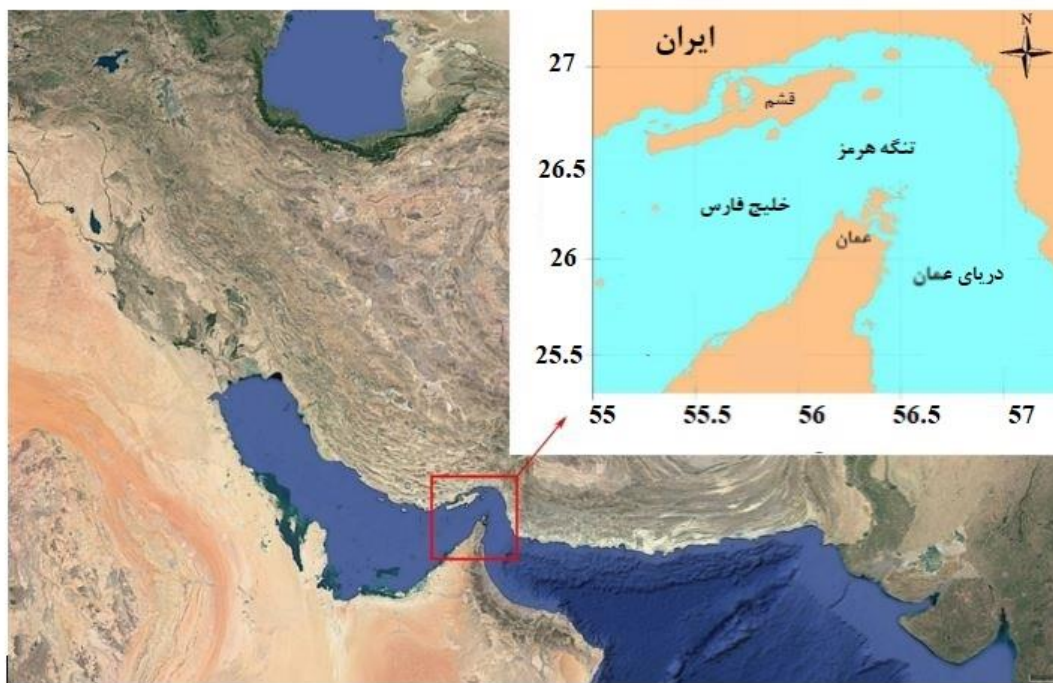 ایران
N
27
قشم
26.5
تنگه هرمز
خلیج فارس
عمان
26
دریای عمان
25.5
55 55.5 56 56.5 57